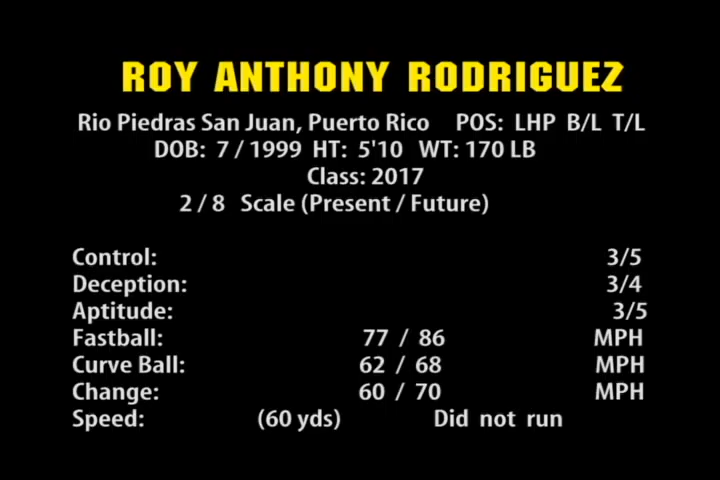 ROY ANTHONY RODRIGUEZ
Rio Piedras San Juan, Puerto Rico POS: LHP B/L T/L
DOB: 7 / 1999 HT: 5'10 WT: 170 LB
Class: 2017
2 / 8 Scale (Present / Future)
Control: 3/5
Deception: 3/4
Aptitude: 3/5
Fastball: 77 / 86 MPH
Curve Ball: 62 / 68 MPH
Change: 60 / 70 MPH
Speed: (60 yds) Did not run